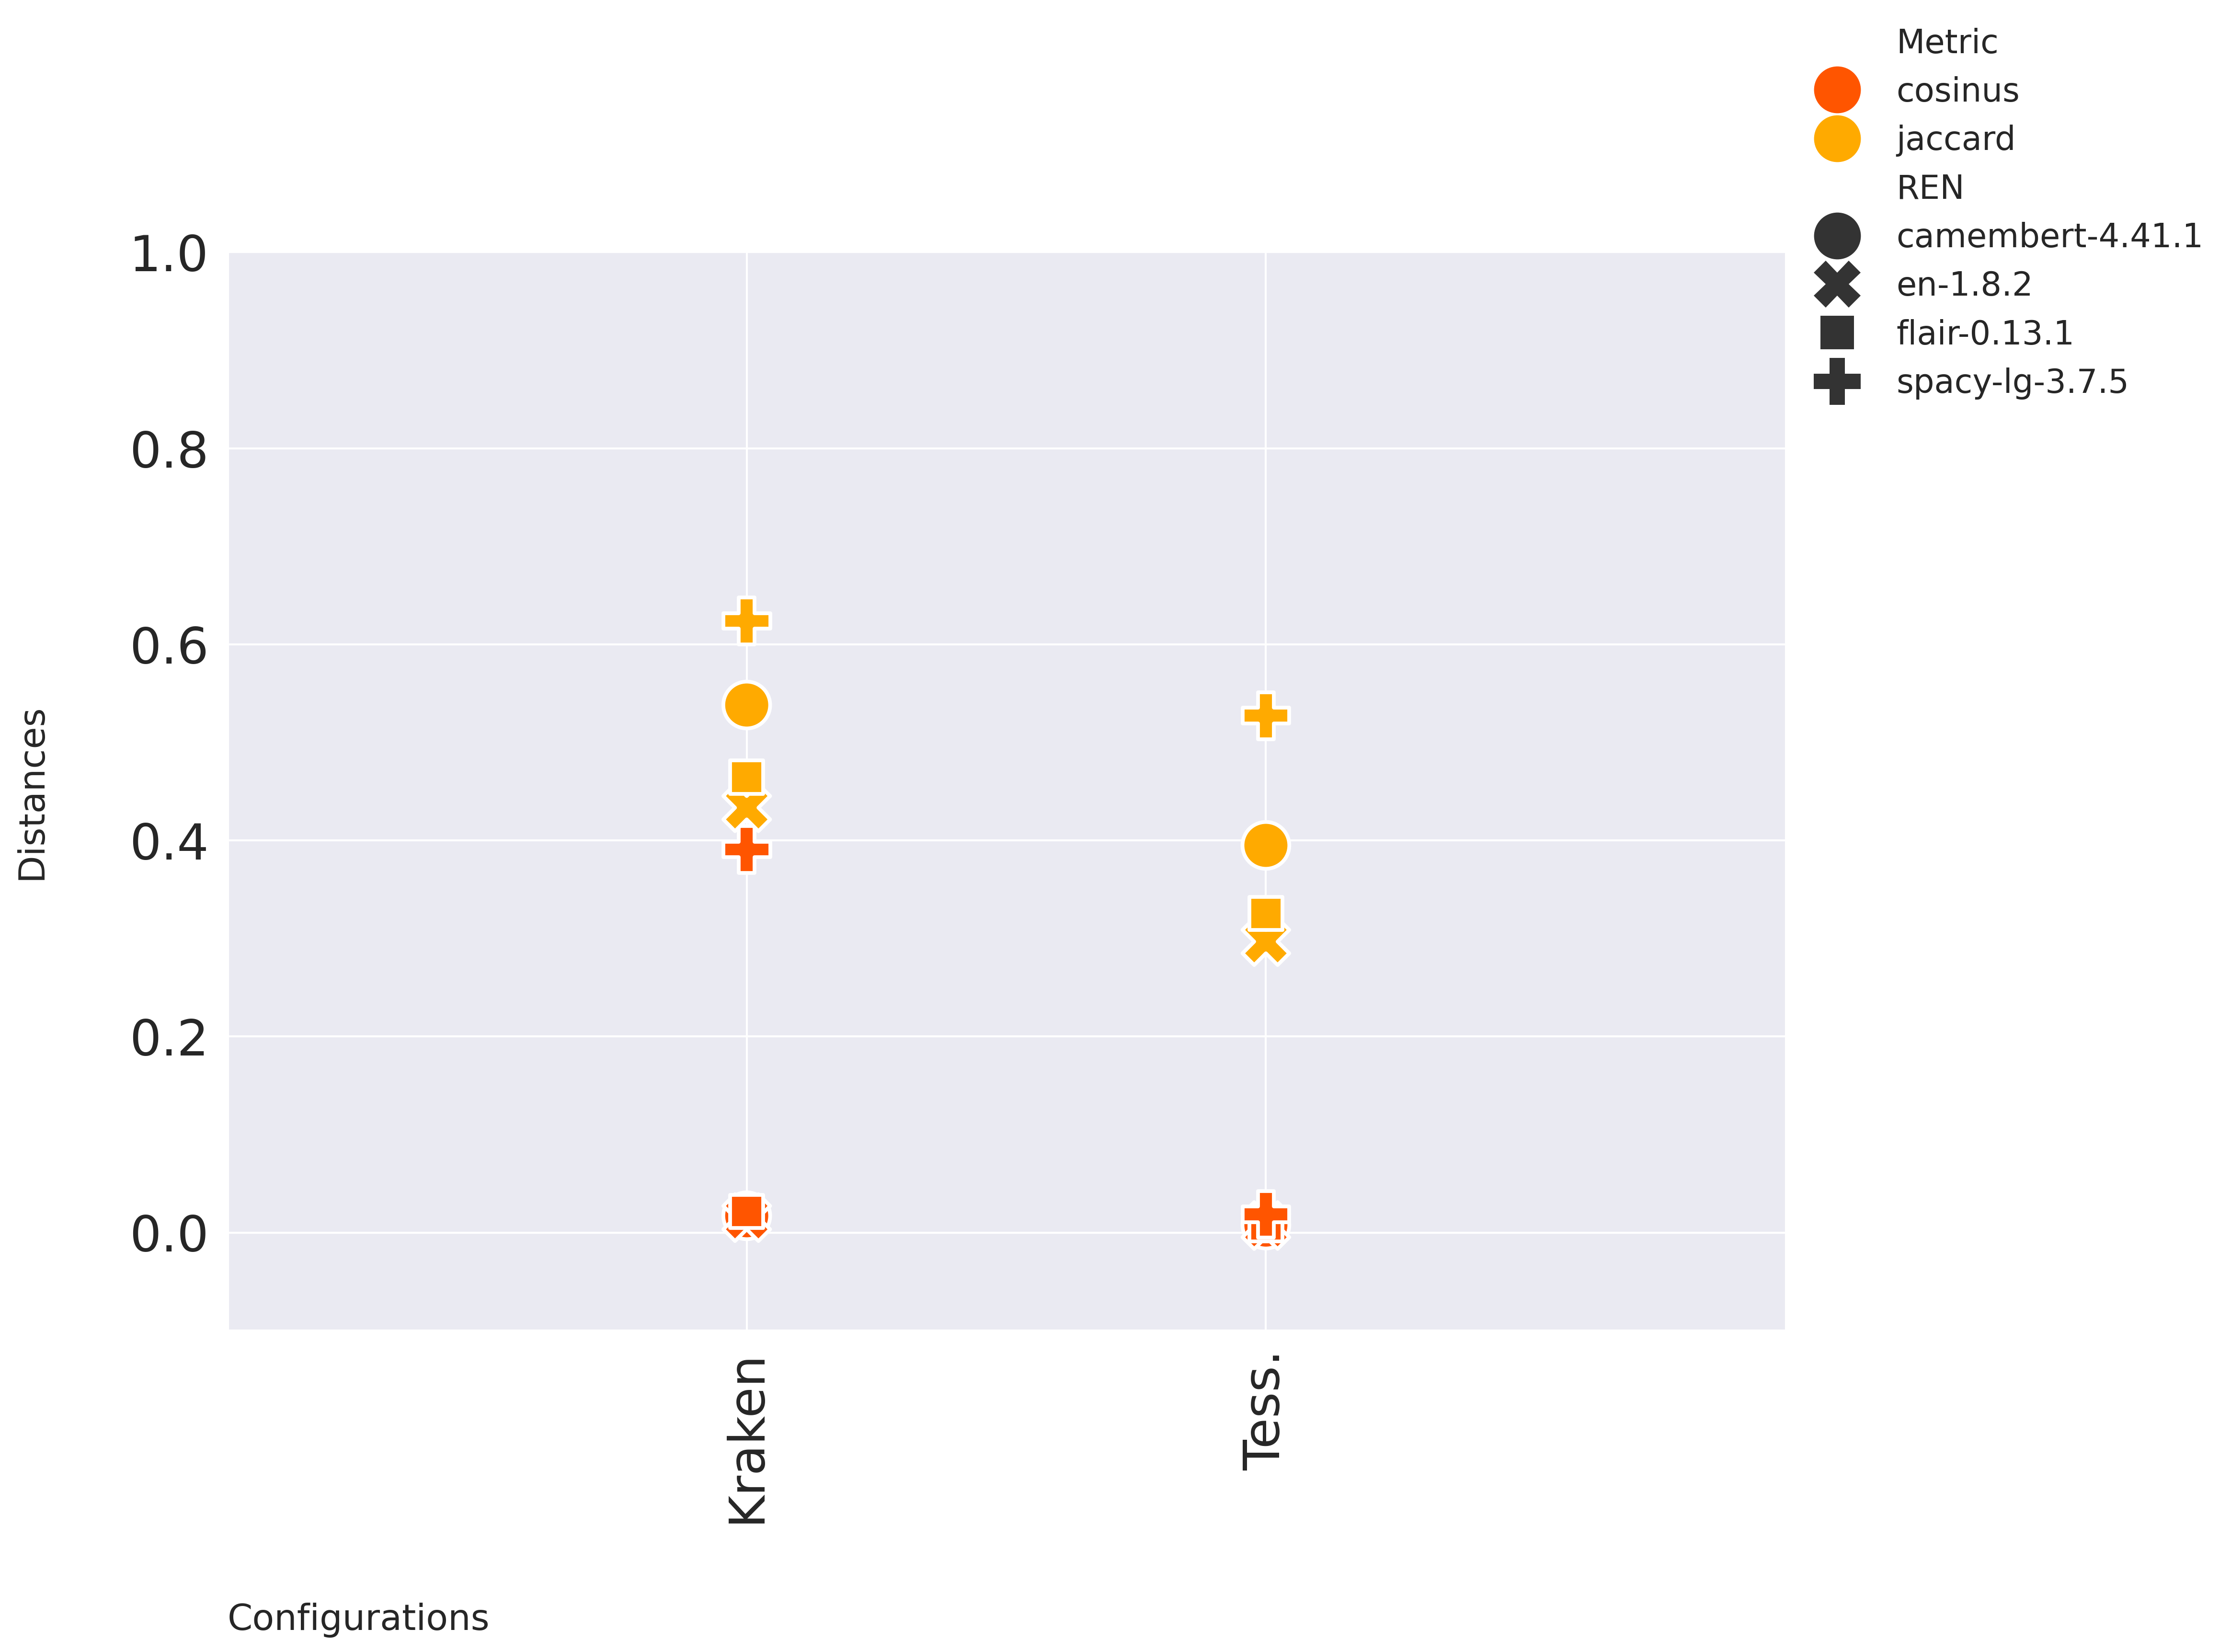 Metric
cosinus
jaccard
REN
camembert-4.41.1
en-1.8.2
flair-0.13.1
spacy-lg-3.7.5
1.0
0.8
0.6
0.4
0.2
0.0
Distances
Kraken
Tess.
Configurations